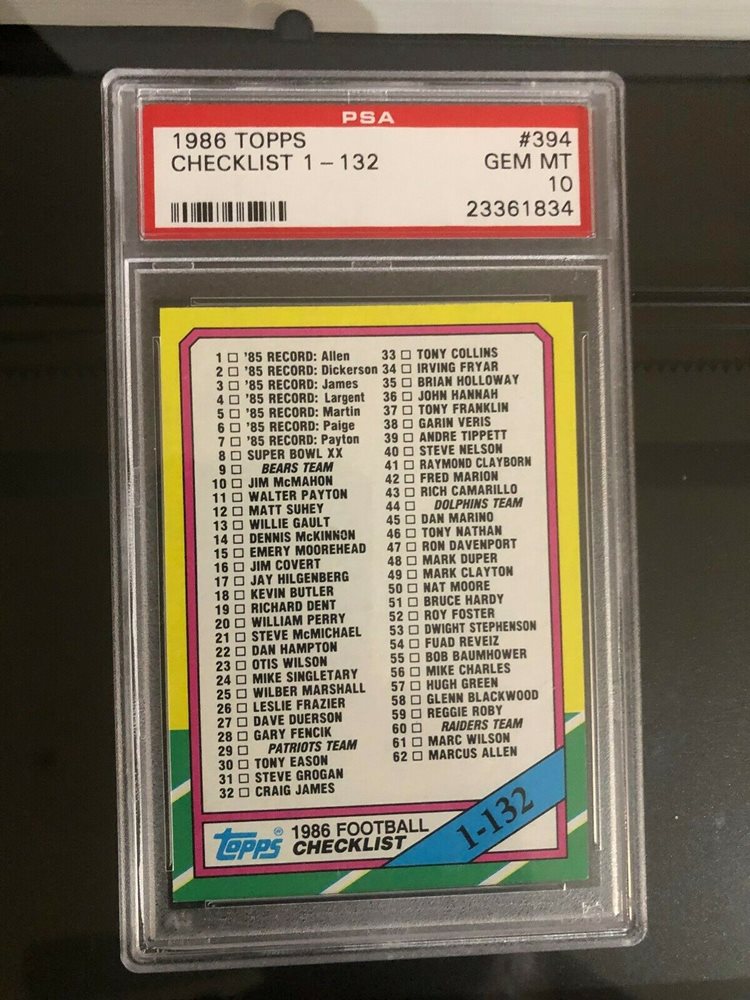 PSA
1986 TOPPS #394
CHECKLIST 1 – 132 GEM MT
10
23361834
1 □ '85 RECORD: Allen
2 □ '85 RECORD: Dickerson
3 □ '85 RECORD: James
4 □ '85 RECORD: Largent
5 □ '85 RECORD: Martin
6 □ '85 RECORD: Paige
7 □ '85 RECORD: Payton
8 □ SUPER BOWL XX
9 □ BEARS TEAM
10 □ JIM McMAHON
11 □ WALTER PAYTON
12 □ MATT SUHEY
13 □ WILLIE GAULT
14 □ DENNIS McKINNON
15 □ EMERY MOOREHEAD
16 □ JIM COVERT
17 □ JAY HILGENBERG
18 □ KEVIN BUTLER
19 □ RICHARD DENT
20 □ WILLIAM PERRY
21 □ STEVE McMICHAEL
22 □ DAN HAMPTON
23 □ OTIS WILSON
24 □ MIKE SINGLETARY
25 □ WILBER MARSHALL
26 □ LESLIE FRAZIER
27 □ DAVE DUERSON
28 □ GARY FENCIK
29 □ PATRIOTS TEAM
30 □ TONY EASON
31 □ STEVE GROGAN
32 □ CRAIG JAMES
33 □ TONY COLLINS
34 □ IRVING FRYAR
35 □ BRIAN HOLLOWAY
36 □ JOHN HANNAH
37 □ TONY FRANKLIN
38 □ GARIN VERIS
39 □ ANDRE TIPPETT
40 □ STEVE NELSON
41 □ RAYMOND CLAYBORN
42 □ FRED MARION
43 □ RICH CAMARILLO
44 □ DOLPHINS TEAM
45 □ DAN MARINO
46 □ TONY NATHAN
47 □ RON DAVENPORT
48 □ MARK DUPER
49 □ MARK CLAYTON
50 □ NAT MOORE
51 □ BRUCE HARDY
52 □ ROY FOSTER
53 □ DWIGHT STEPHENSON
54 □ FUAD REVEIZ
55 □ BOB BAUMHOWER
56 □ MIKE CHARLES
57 □ HUGH GREEN
58 □ GLENN BLACKWOOD
59 □ REGGIE ROBY
60 □ RAIDERS TEAM
61 □ MARC WILSON
62 □ MARCUS ALLEN
topps® 1986 FOOTBALL
CHECKLIST
1-132